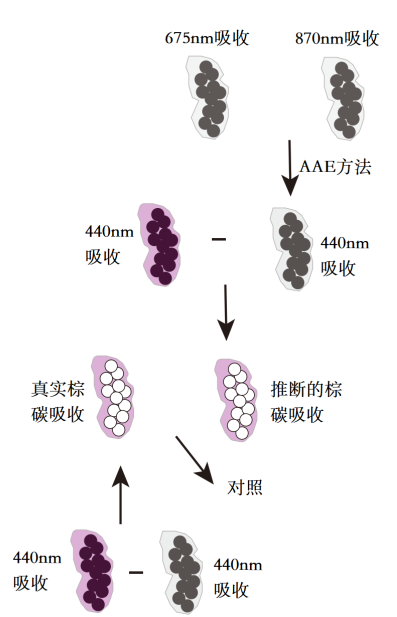 675nm吸收 870nm吸收
AAE方法
440nm
吸收
440nm
吸收
真实棕
碳吸收
推断的棕
碳吸收
对照
440nm
吸收
440nm
吸收